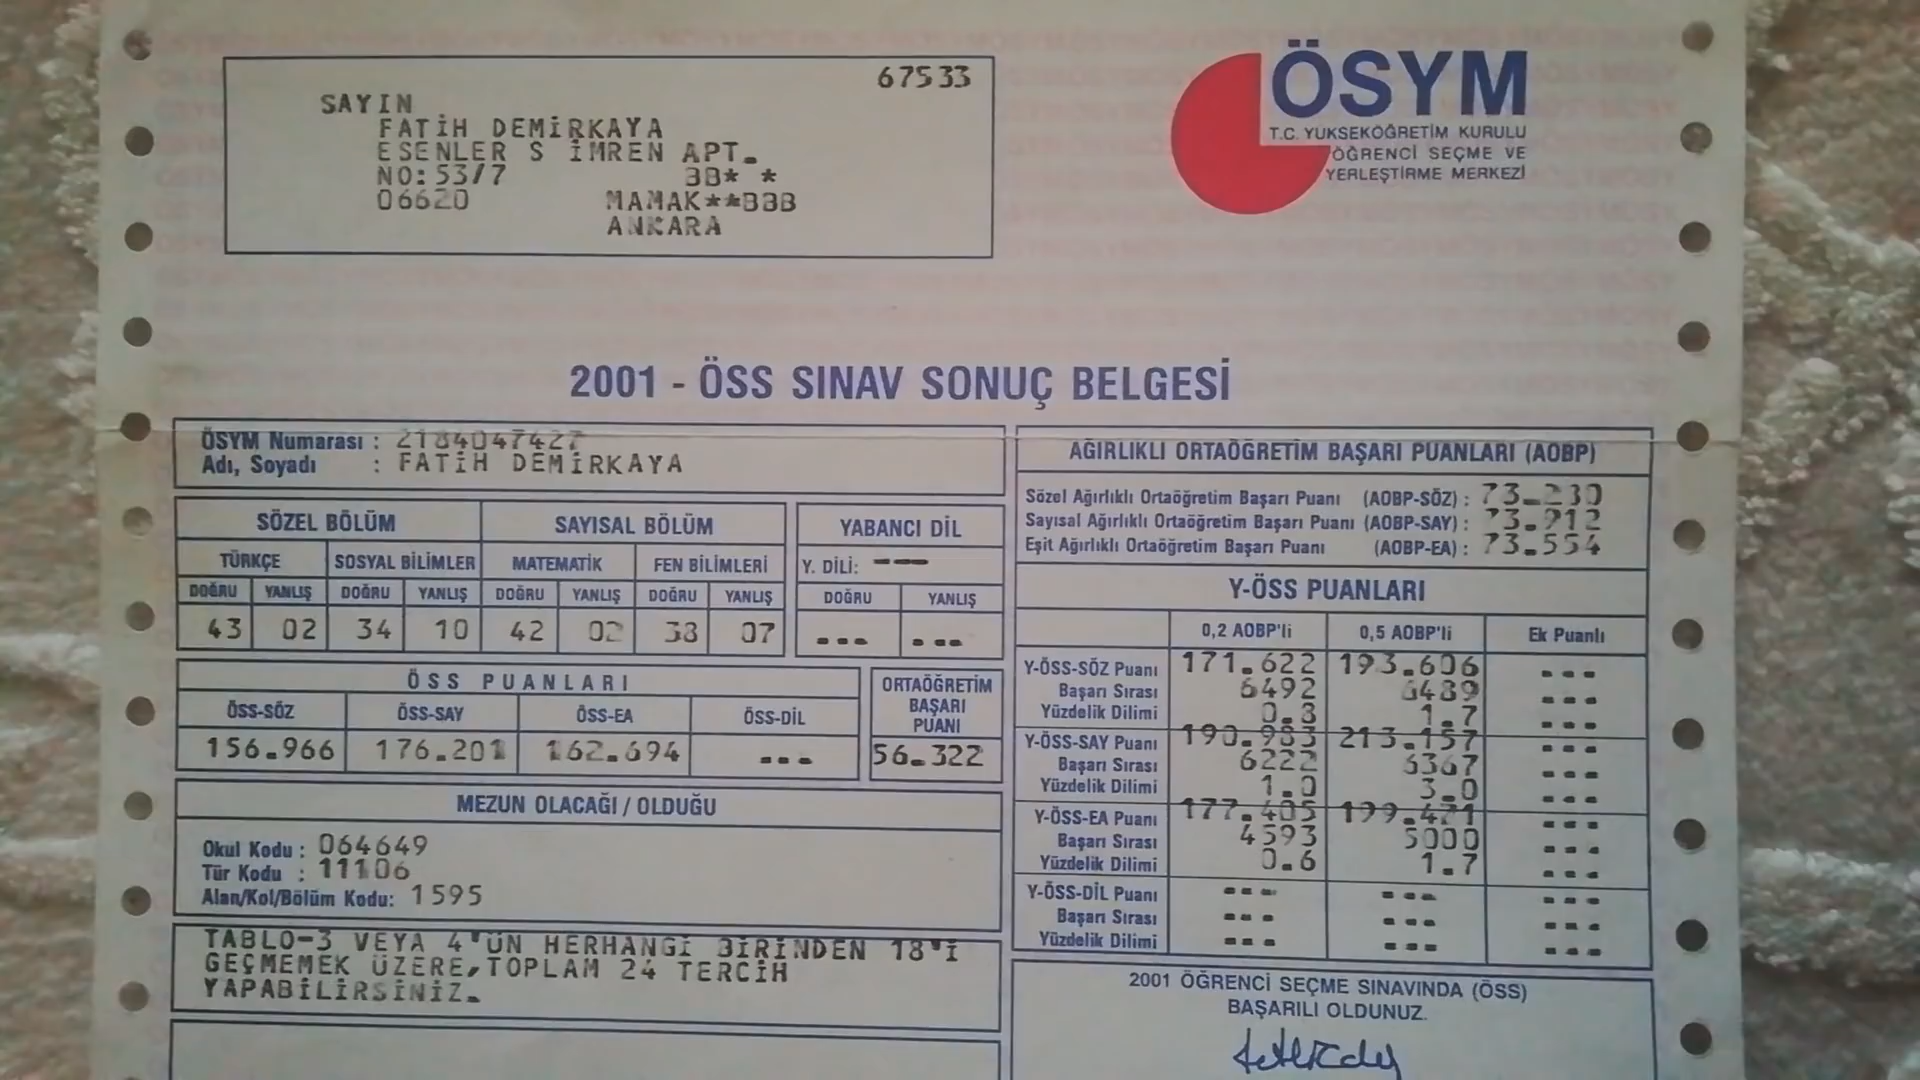 67533
SAYIN
FATİH DEMİRKAYA
ESENLER S İMREN APT.
NO:53/7 BB* *
06620 MAMAK**BBB
ANKARA
ÖSYM
T.C. YÜKSEKÖĞRETİM KURULU
ÖĞRENCİ SEÇME VE
YERLEŞTİRME MERKEZİ
2001 - ÖSS SINAV SONUÇ BELGESİ
ÖSYM Numarası : 2184047427
Adı, Soyadı : FATİH DEMİRKAYA
SÖZEL BÖLÜM SAYISAL BÖLÜM YABANCI DİL
TÜRKÇE SOSYAL BİLİMLER MATEMATİK FEN BİLİMLERİ Y. DİLİ: ---
DOĞRU YANLIŞ DOĞRU YANLIŞ DOĞRU YANLIŞ DOĞRU YANLIŞ DOĞRU YANLIŞ
43 02 34 10 42 02 38 07 --- ---
ÖSS PUANLARI
ÖSS-SÖZ ÖSS-SAY ÖSS-EA ÖSS-DİL
156.966 176.201 162.694 ---
ORTAÖĞRETİM
BAŞARI
PUANI
56.322
MEZUN OLACAĞI / OLDUĞU
Okul Kodu : 064649
Tür Kodu : 11106
Alan/Kol/Bölüm Kodu: 1595
TABLO-3 VEYA 4'ÜN HERHANGİ BİRİNDEN 18'İ
GEÇMEMEK ÜZERE,TOPLAM 24 TERCİH
YAPABİLİRSİNİZ.
AĞIRLIKLI ORTAÖĞRETİM BAŞARI PUANLARI (AOBP)
Sözel Ağırlıklı Ortaöğretim Başarı Puanı (AOBP-SÖZ) : 73.230
Sayısal Ağırlıklı Ortaöğretim Başarı Puanı (AOBP-SAY) : 73.912
Eşit Ağırlıklı Ortaöğretim Başarı Puanı (AOBP-EA) : 73.554
Y-ÖSS PUANLARI
0,2 AOBP'li 0,5 AOBP'li Ek Puanlı
Y-ÖSS-SÖZ Puanı 171.622 193.606 ---
Başarı Sırası 6492 6489 ---
Yüzdelik Dilimi 0.8 1.7 ---
Y-ÖSS-SAY Puanı 190.983 213.157 ---
Başarı Sırası 6222 6367 ---
Yüzdelik Dilimi 1.0 3.0 ---
Y-ÖSS-EA Puanı 177.405 199.471 ---
Başarı Sırası 4593 5000 ---
Yüzdelik Dilimi 0.6 1.7 ---
Y-ÖSS-DİL Puanı --- --- ---
Başarı Sırası --- --- ---
Yüzdelik Dilimi --- --- ---
2001 ÖĞRENCİ SEÇME SINAVINDA (ÖSS)
BAŞARILI OLDUNUZ.